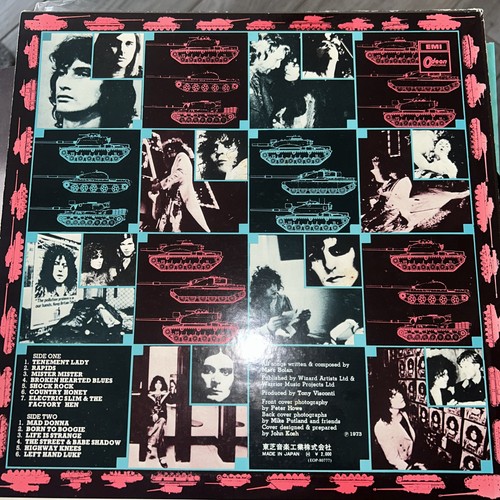 EMI
Odeon
SIDE ONE
1. TENEMENT LADY
2. RAPIDS
3. MISTER MISTER
4. BROKEN HEARTED BLUES
5. SHOCK ROCK
6. COUNTRY HONEY
7. ELECTRIC SLIM & THE
FACTORY HEN
SIDE TWO
1. MAD DONNA
2. BORN TO BOOGIE
3. LIFE IS STRANGE
4. THE STREET & BABE SHADOW
5. HIGHWAY KNEES
6. LEFT HAND LUKE
All songs written & composed by
Marc Bolan
Published by Wizard Artists Ltd &
Warrior Music Projects Ltd
Produced by Tony Visconti
Front cover photography
by Peter Howe
Back cover photographs
by Mike Putland and friends
Cover designed & prepared
by John Kosh
℗ 1973
東芝音楽工業株式会社
MADE IN JAPAN (4) ¥ 2,000